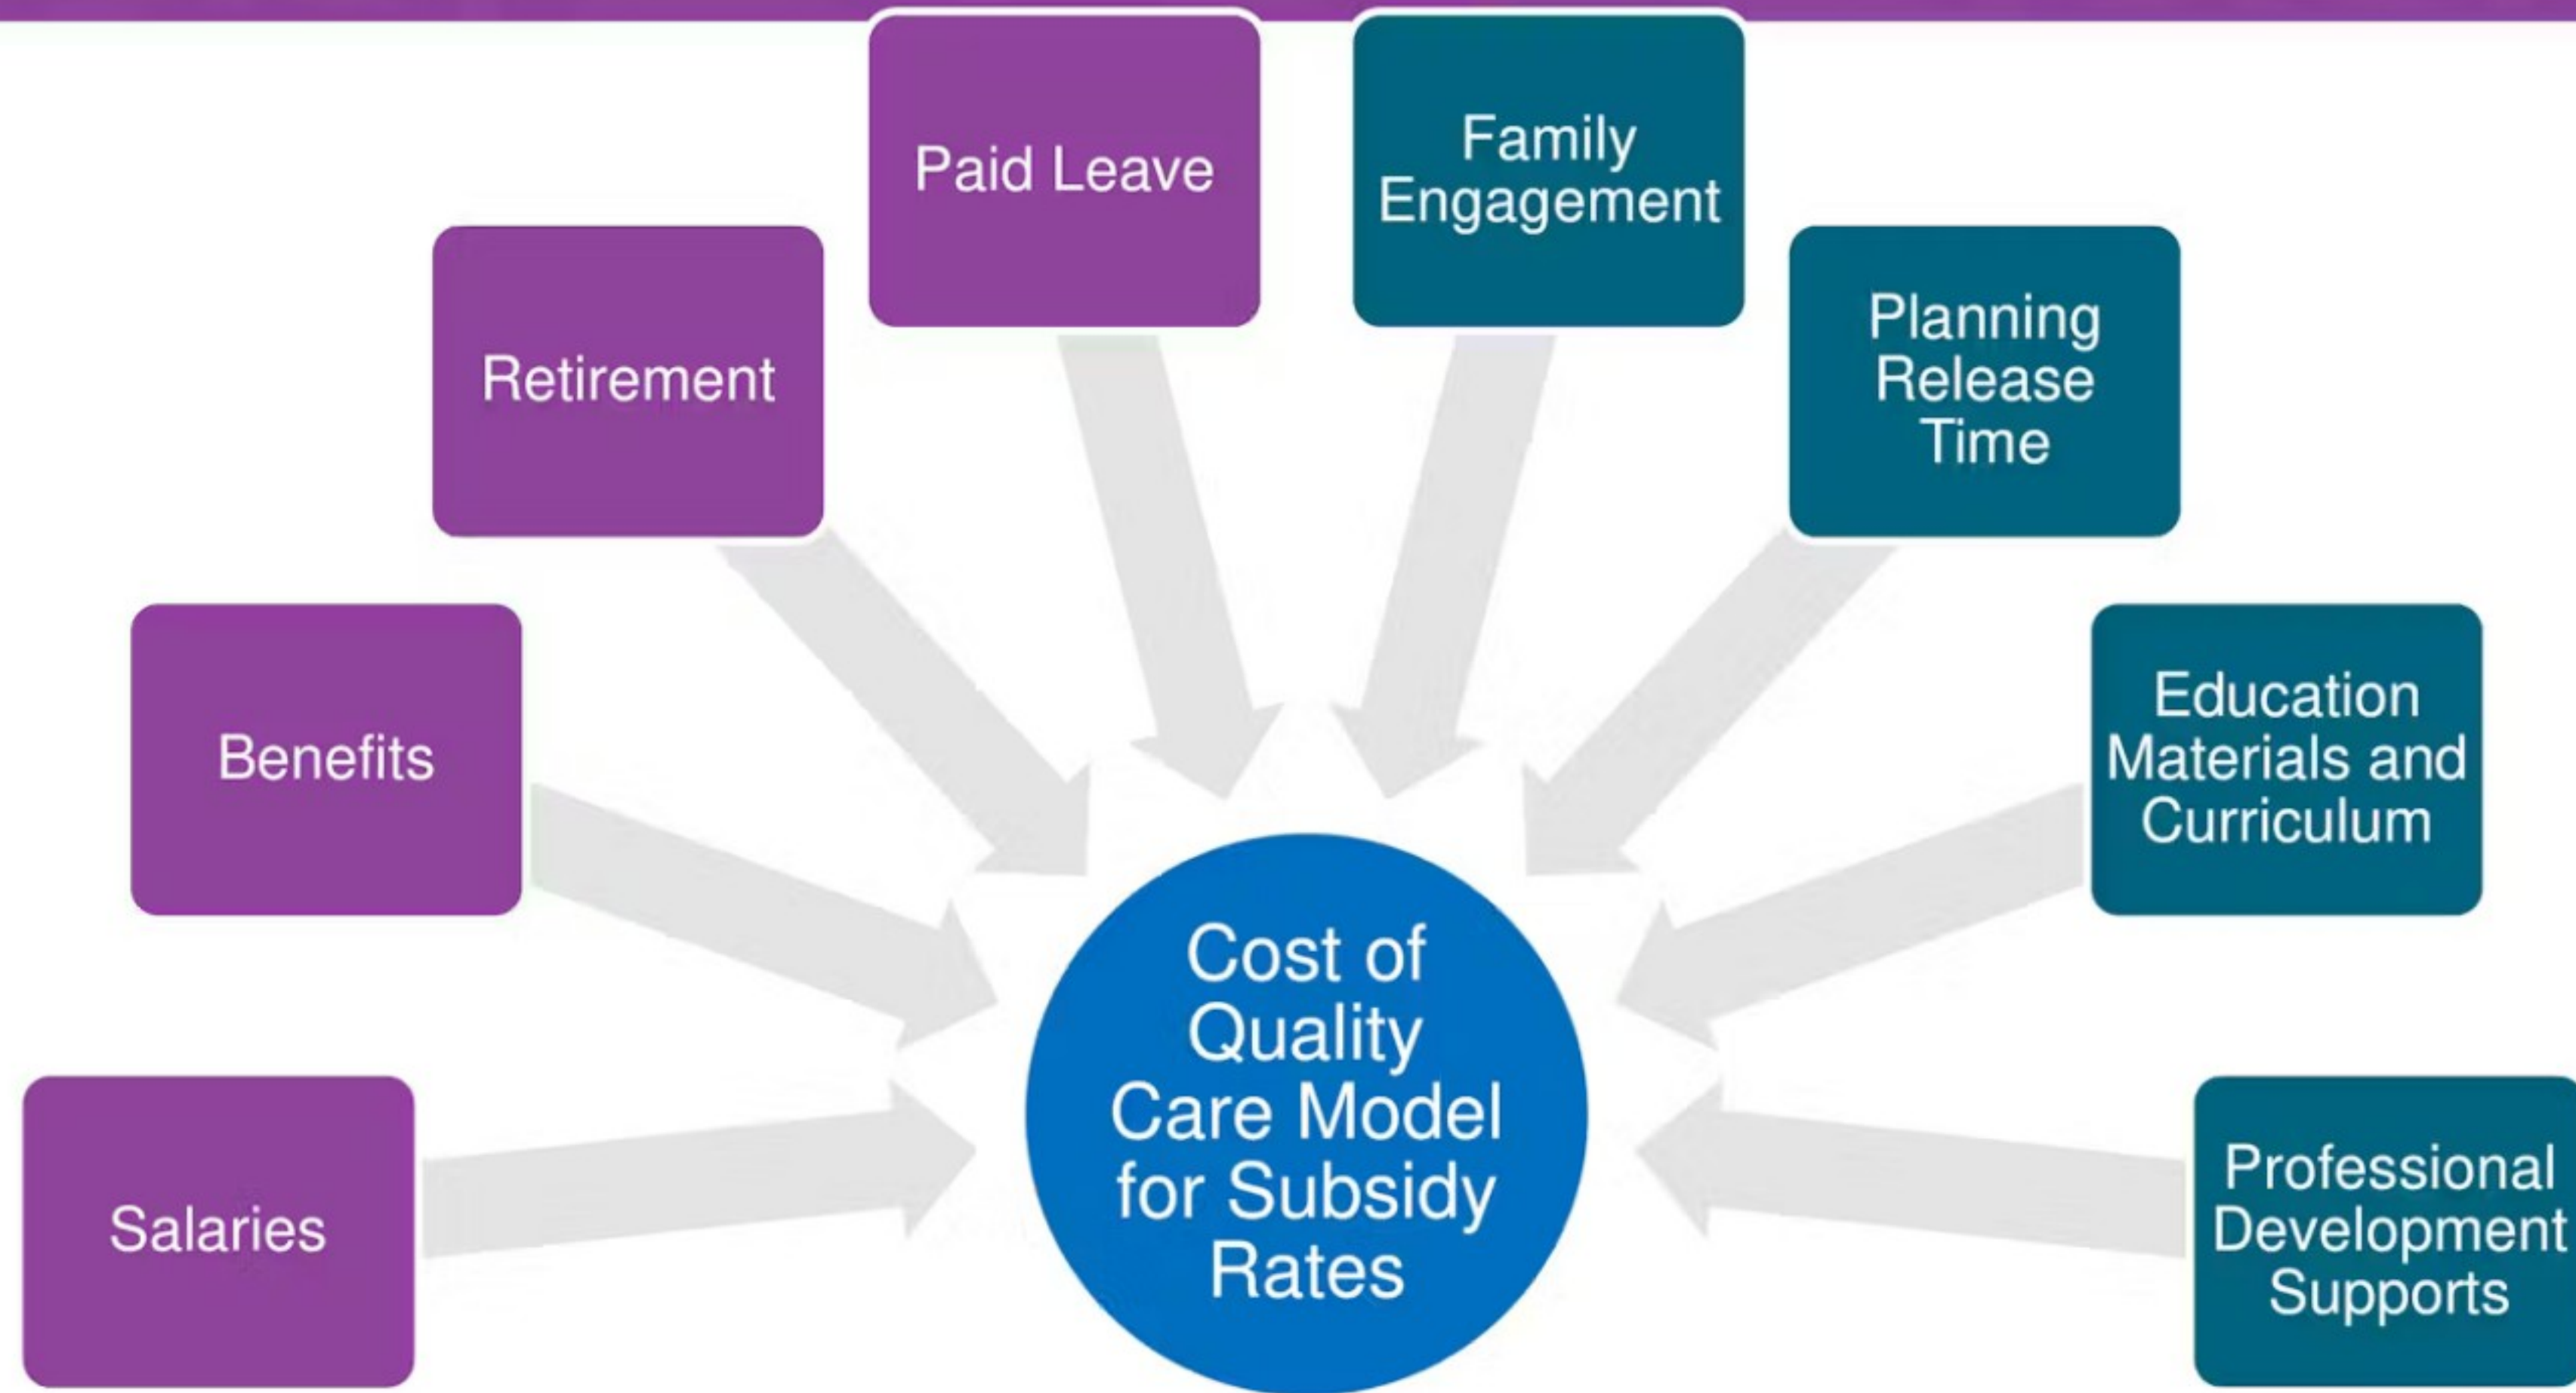 Paid Leave
Family
Engagement
Retirement
Planning
Release
Time
Benefits
Education
Materials and
Curriculum
Cost of
Quality
Care Model
for Subsidy
Rates
Salaries
Professional
Development
Supports